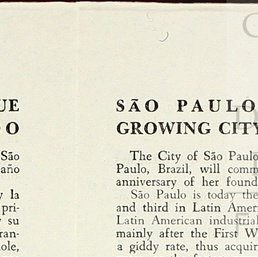 UE
DO
São
año
y la
pri-
su
ran-
ole,
SÃO PAULO
GROWING CITY
The City of São Paulo
Paulo, Brazil, will comm
anniversary of her found
São Paulo is today the
and third in Latin Amer
Latin American industrial
mainly after the First W
a giddy rate, thus acquir